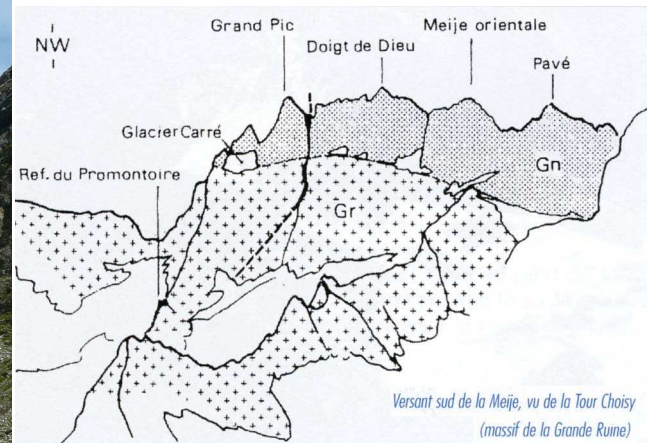 Grand Pic
Meije orientale
NW
Doigt de Dieu
Pavé
Glacier Carré
Gn
Ref. du Promontoire
Gr
Versant sud de la Meije, vu de la Tour Choisy
(massif de la Grande Ruine)